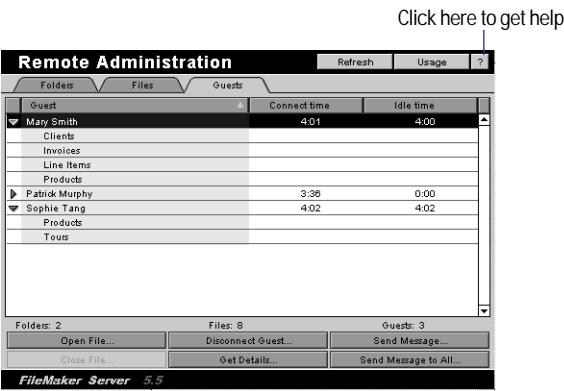 Click here to get help
Remote Administration Refresh Usage ?
Folders Files Guests
Guest Connect time Idle time
Mary Smith 4:01 4:00
Clients
Invoices
Line Items
Products
Patrick Murphy 3:36 0:00
Sophie Tang 4:02 4:02
Products
Tours
Folders: 2 Files: 8 Guests: 3
Open File... Disconnect Guest... Send Message...
Close File... Get Details... Send Message to All...
FileMaker Server 5.5